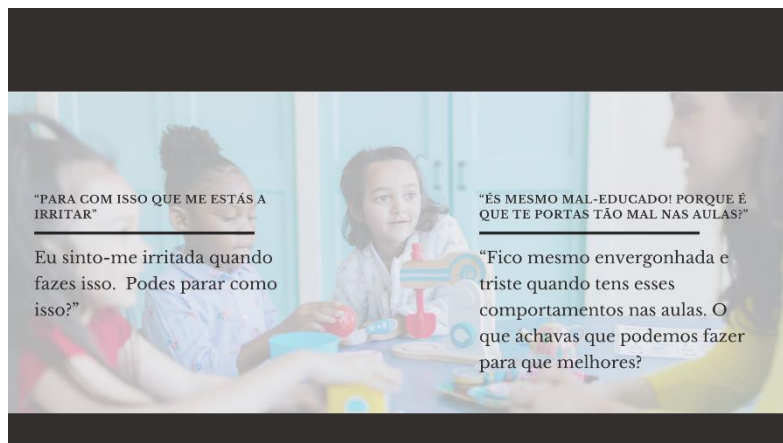 “PARA COM ISSO QUE ME ESTÁS A
IRRITAR”
Eu sinto-me irritada quando
fazes isso.  Podes parar como
isso?”
“ÉS MESMO MAL-EDUCADO! PORQUE É
QUE TE PORTAS TÃO MAL NAS AULAS?”
“Fico mesmo envergonhada e
triste quando tens esses
comportamentos nas aulas. O
que achavas que podemos fazer
para que melhores?